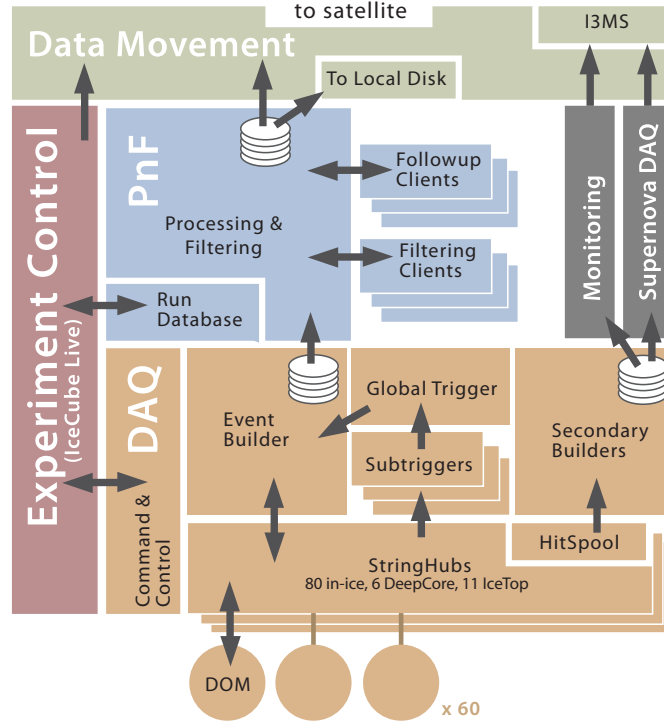 to satellite
Data Movement
I3MS
To Local Disk
Experiment Control
(IceCube Live)
PnF
Processing &
Filtering
Followup
Clients
Filtering
Clients
Monitoring
Supernova DAQ
Run
Database
DAQ
Command &
Control
Event
Builder
Global Trigger
Subtriggers
Secondary
Builders
HitSpool
StringHubs
80 in-ice, 6 DeepCore, 11 IceTop
DOM
x 60